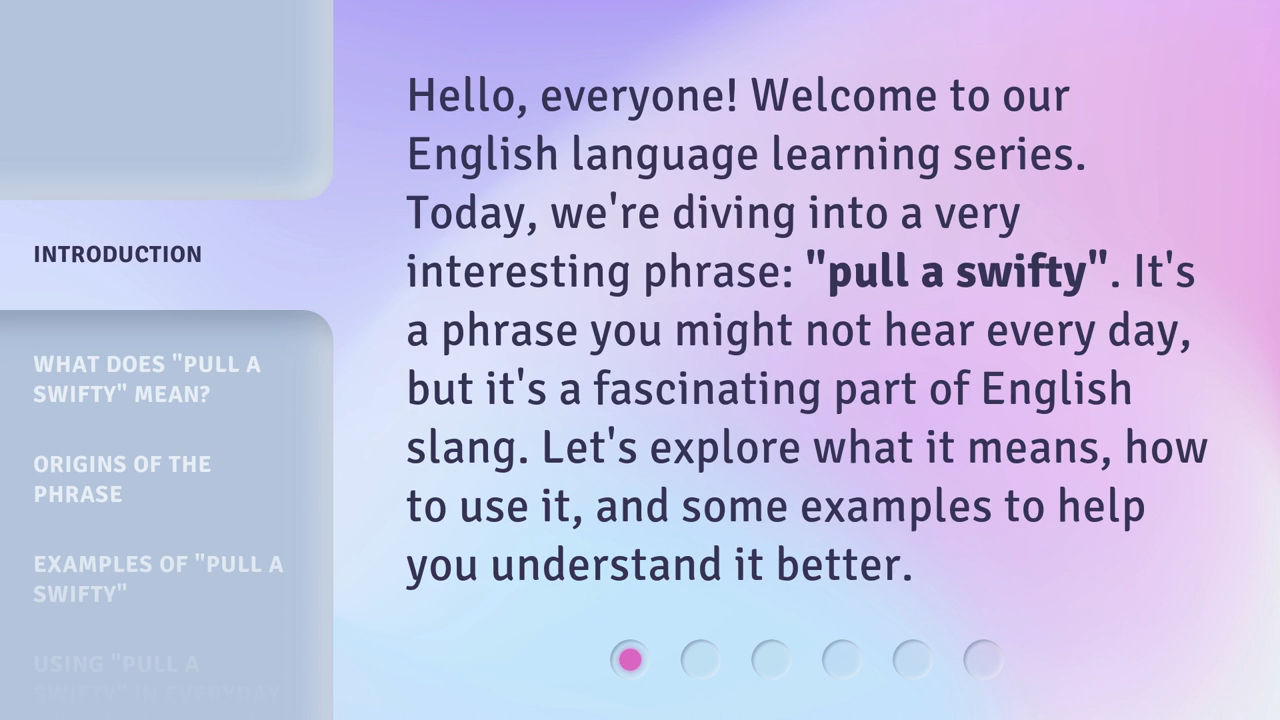 INTRODUCTION
WHAT DOES "PULL A
SWIFTY" MEAN?
ORIGINS OF THE
PHRASE
EXAMPLES OF "PULL A
SWIFTY"
USING "PULL A
SWIFTY" IN EVERYDAY
Hello, everyone! Welcome to our
English language learning series.
Today, we're diving into a very
interesting phrase: "pull a swifty". It's
a phrase you might not hear every day,
but it's a fascinating part of English
slang. Let's explore what it means, how
to use it, and some examples to help
you understand it better.